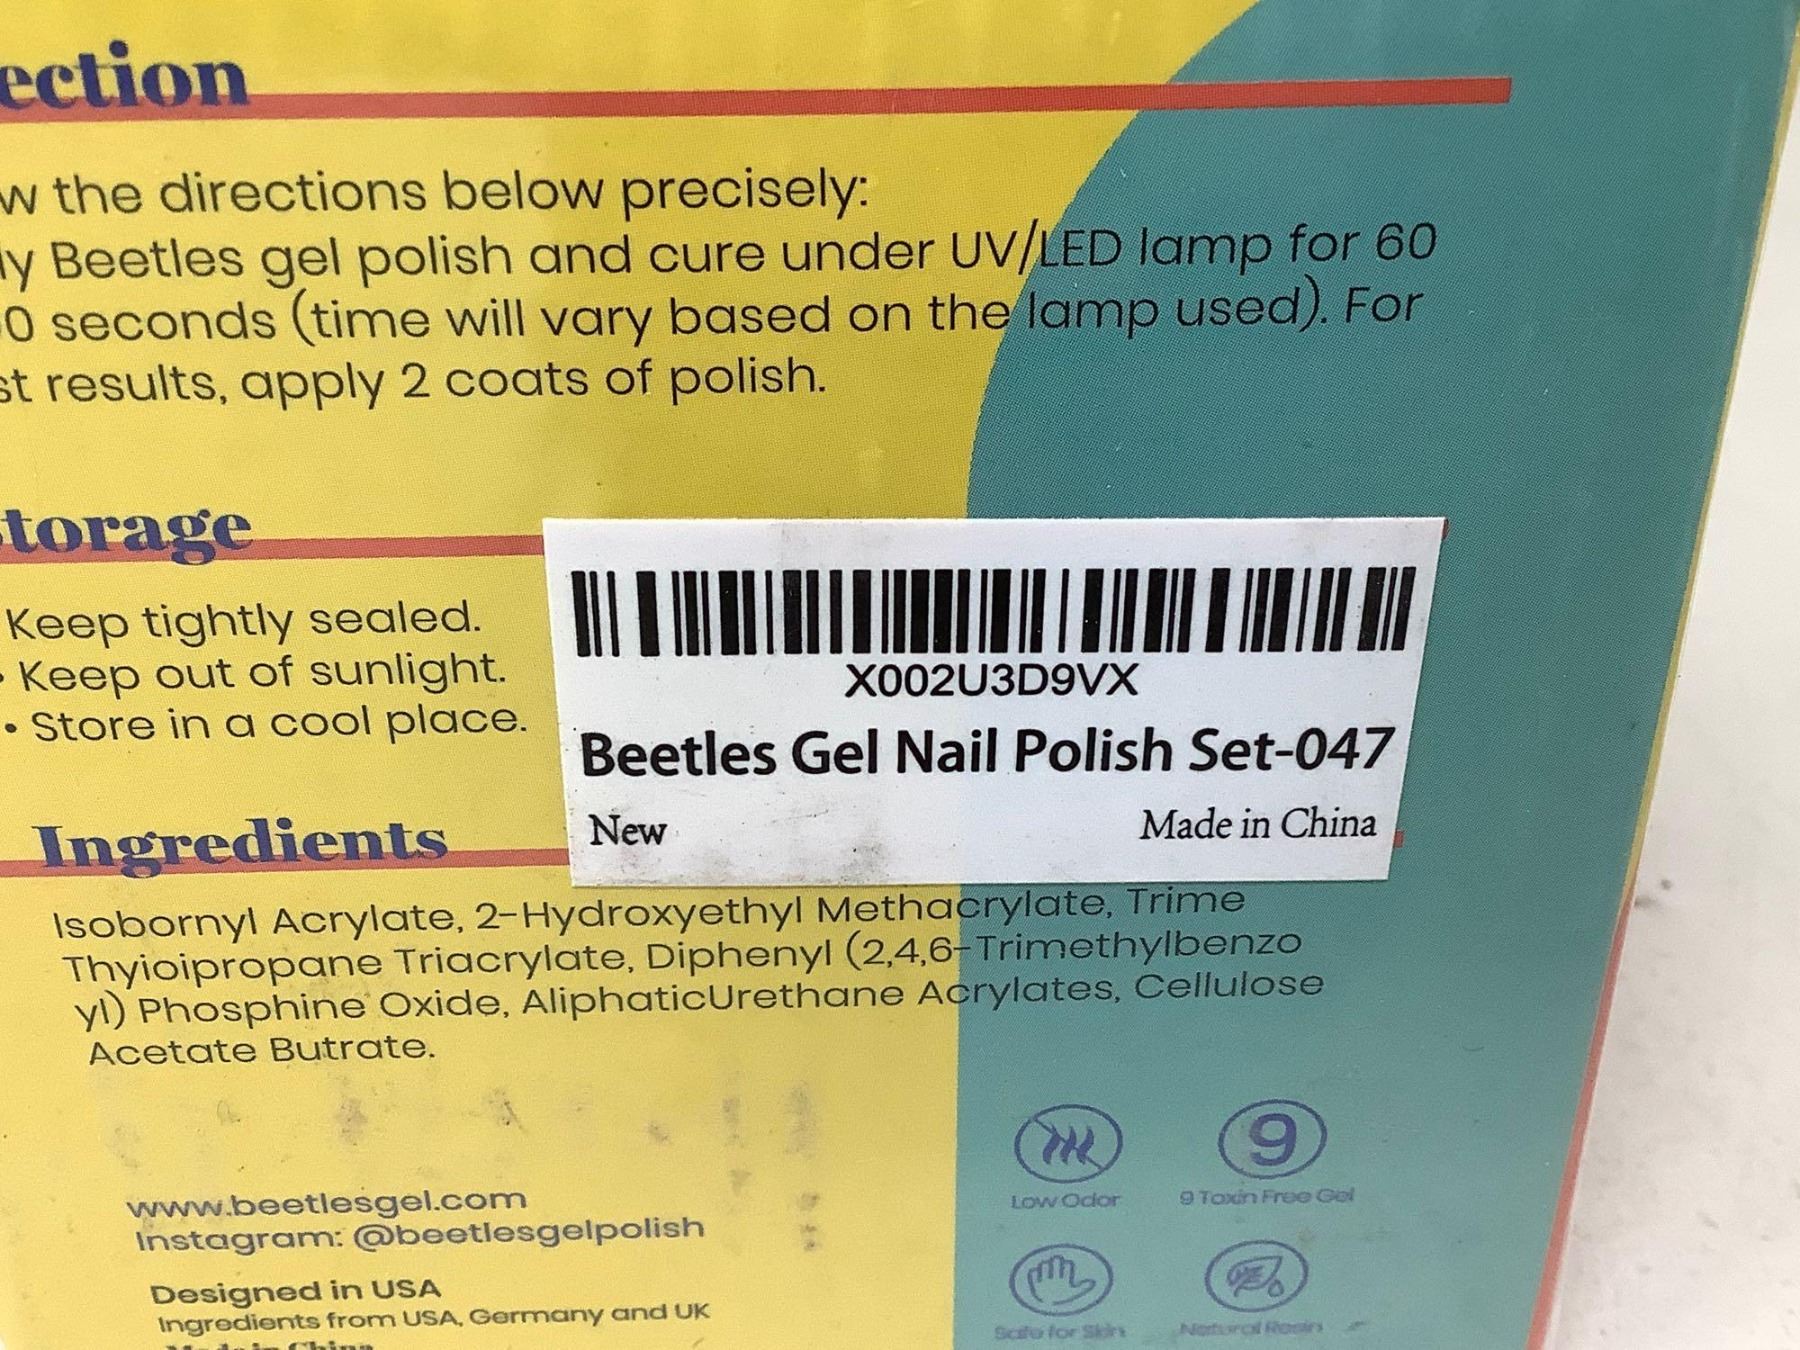 ection
w the directions below precisely:
ly Beetles gel polish and cure under UV/LED lamp for 60
0 seconds (time will vary based on the lamp used). For
st results, apply 2 coats of polish.
torage
Keep tightly sealed.
• Keep out of sunlight.
• Store in a cool place.
X002U3D9VX
Beetles Gel Nail Polish Set-047
New Made in China
Ingredients
Isobornyl Acrylate, 2-Hydroxyethyl Methacrylate, Trime
Thyioipropane Triacrylate, Diphenyl (2,4,6-Trimethylbenzo
yl) Phosphine Oxide, AliphaticUrethane Acrylates, Cellulose
Acetate Butrate.
9
Low Odor 9 Toxin Free Gel
www.beetlesgel.com
Instagram: @beetlesgelpolish
Safe for Skin Natural Resin
Designed in USA
Ingredients from USA, Germany and UK
Made in China